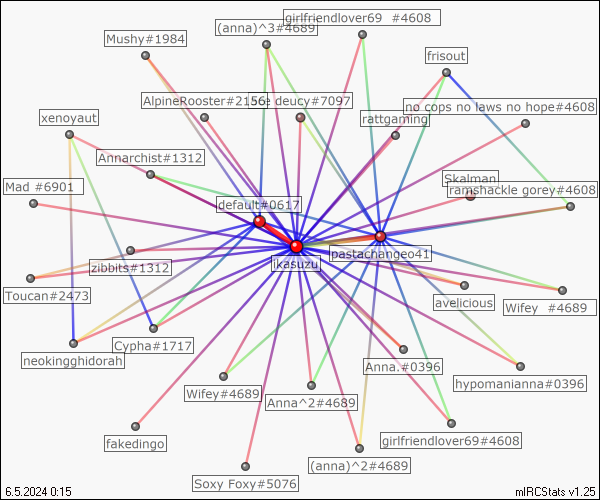 girlfriendlover69 #4608
Mushy#1984
(anna)^3#4689
frisout
AlpineRooster#2156
deucy#7097
no cops no laws no hope#4608
xenoyaut
rattgaming
Annarchist#1312
Skalman
Mad #6901
ramshackle gorey#4608
default#0617
pastachangeo41
ikasuzu
zibbits#1312
Toucan#2473
avelicious
Wifey #4689
Cypha#1717
neokingghidorah
Anna.#0396
hypomanianna#0396
Wifey#4689
Anna^2#4689
fakedingo
girlfriendlover69#4608
(anna)^2#4689
Soxy Foxy#5076
6.5.2024 0:15
mIRCStats v1.25